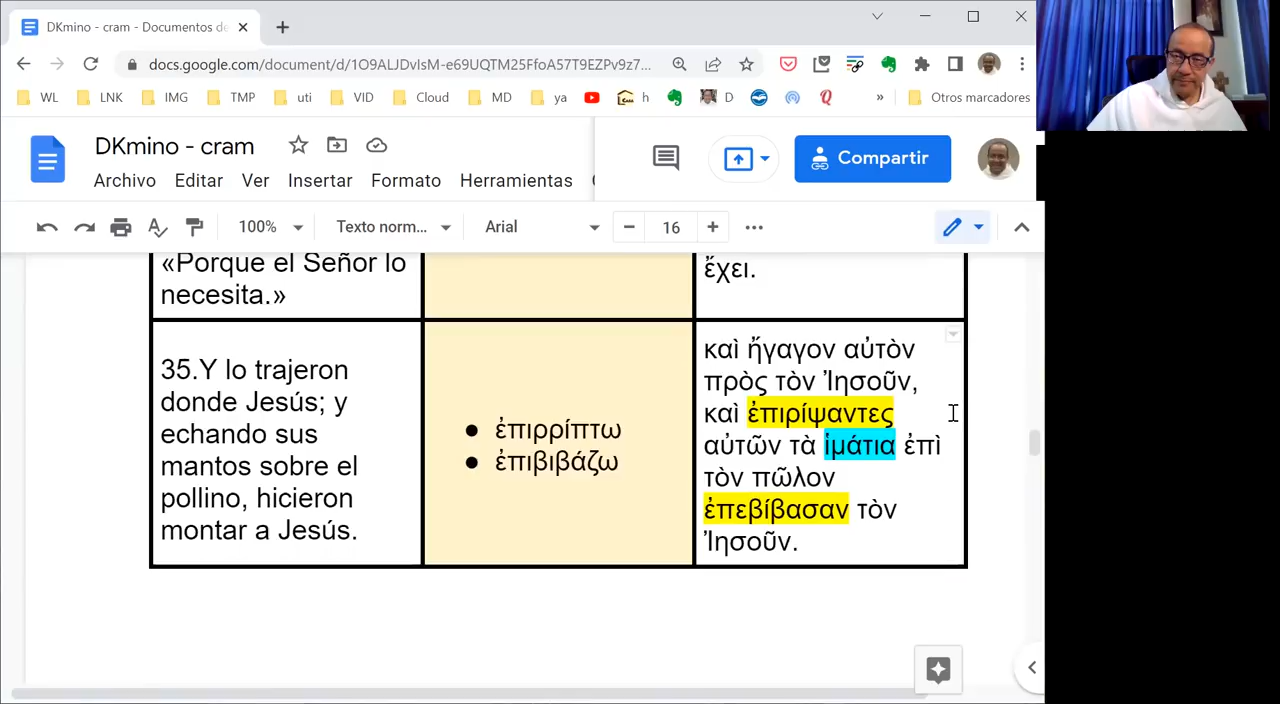 DKmino - cram - Documentos de
docs.google.com/document/d/1O9ALJDvIsM-e69UQTM25FfoA57T9EZPv9z7...
WL LNK IMG TMP uti VID Cloud MD ya h D » Otros marcadores
DKmino - cram
Compartir
Archivo Editar Ver Insertar Formato Herramientas
100% Texto norm... Arial 16
«Porque el Señor lo
necesita.»
ἔχει.
35.Y lo trajeron
donde Jesús; y
echando sus
mantos sobre el
pollino, hicieron
montar a Jesús.
● ἐπιρρίπτω
● ἐπιβιβάζω
καὶ ἤγαγον αὐτὸν
πρὸς τὸν Ἰησοῦν,
καὶ ἐπιρίψαντες
αὐτῶν τὰ ἱμάτια ἐπὶ
τὸν πῶλον
ἐπεβίβασαν τὸν
Ἰησοῦν.